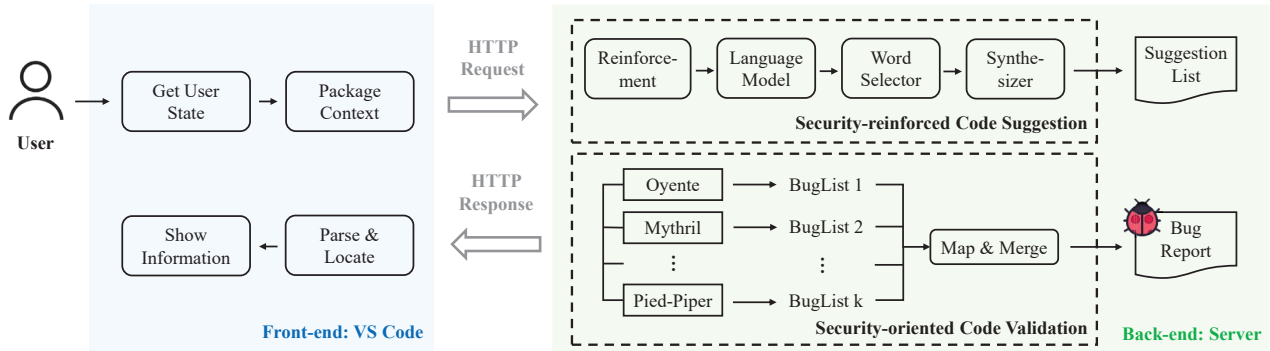 User
Get User
State
Package
Context
Show
Information
Parse &
Locate
Front-end: VS Code
HTTP
Request
HTTP
Response
Reinforce-
ment
Language
Model
Word
Selector
Synthe-
sizer
Security-reinforced Code Suggestion
Suggestion
List
Oyente
BugList 1
Mythril
BugList 2
⋮
⋮
Pied-Piper
BugList k
Map & Merge
Security-oriented Code Validation
Bug
Report
Back-end: Server